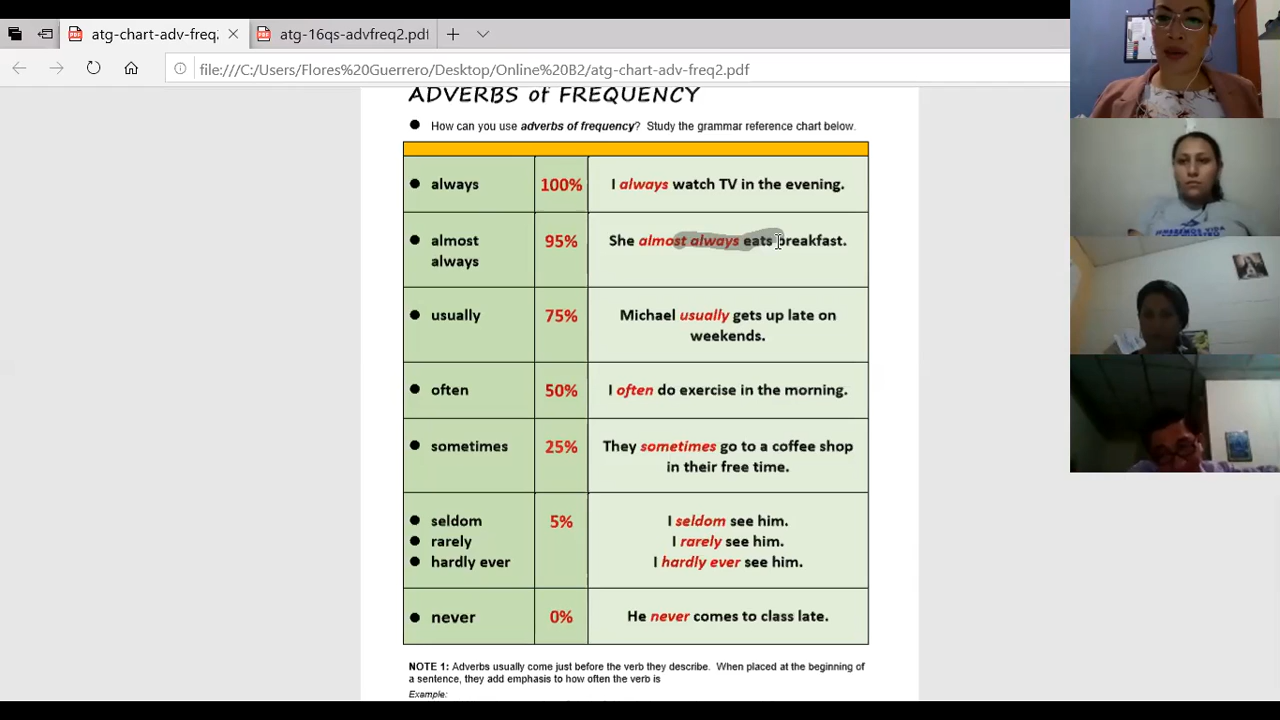 atg-chart-adv-freq2
atg-16qs-advfreq2.pdf
file:///C:/Users/Flores%20Guerrero/Desktop/Online%20B2/atg-chart-adv-freq2.pdf
ADVERBS of FREQUENCY
How can you use adverbs of frequency? Study the grammar reference chart below.
always 100% I always watch TV in the evening.
almost 95% She almost always eats breakfast.
always
usually 75% Michael usually gets up late on
weekends.
often 50% I often do exercise in the morning.
sometimes 25% They sometimes go to a coffee shop
in their free time.
seldom 5% I seldom see him.
rarely I rarely see him.
hardly ever I hardly ever see him.
never 0% He never comes to class late.
NOTE 1: Adverbs usually come just before the verb they describe. When placed at the beginning of
a sentence, they add emphasis to how often the verb is
Example: